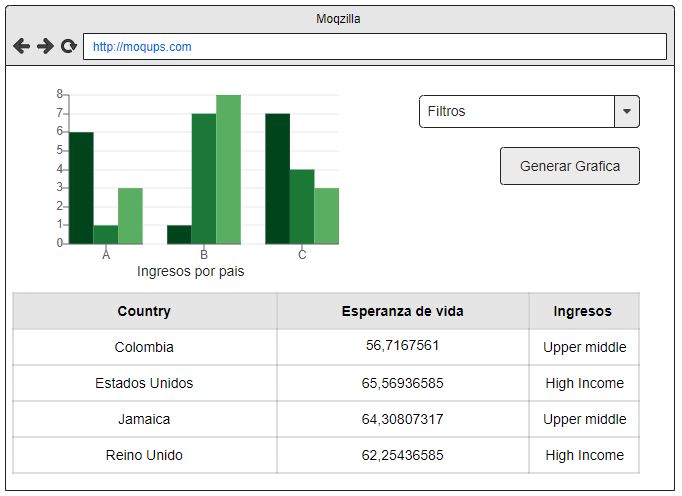 Moqzilla
http://moqups.com
8
7
6
5
4
3
2
1
0
A B C
Ingresos por pais
Filtros
Generar Grafica
Country Esperanza de vida Ingresos
Colombia 56,7167561 Upper middle
Estados Unidos 65,56936585 High Income
Jamaica 64,30807317 Upper middle
Reino Unido 62,25436585 High Income